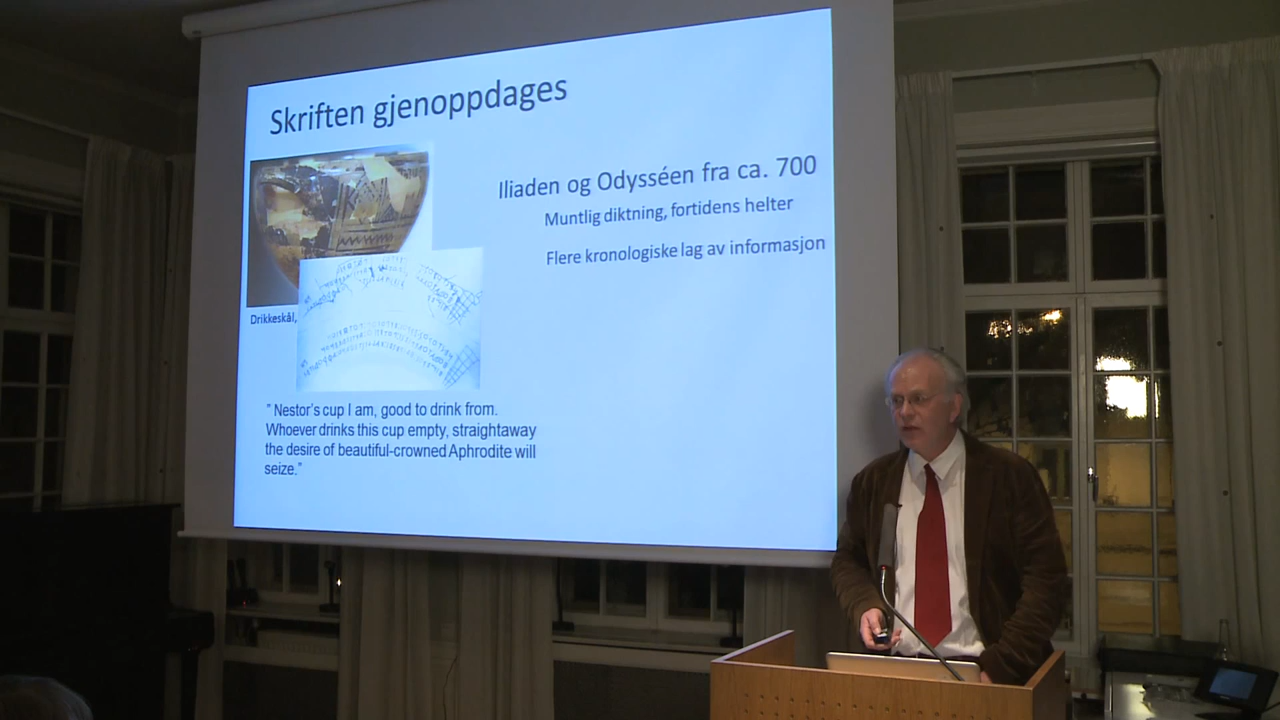 Skriften gjenoppdages
Iliaden og Odysséen fra ca. 700
Muntlig diktning, fortidens helter
Flere kronologiske lag av informasjon
Drikkeskål,
" Nestor's cup I am, good to drink from.
Whoever drinks this cup empty, straightaway
the desire of beautiful-crowned Aphrodite will
seize."